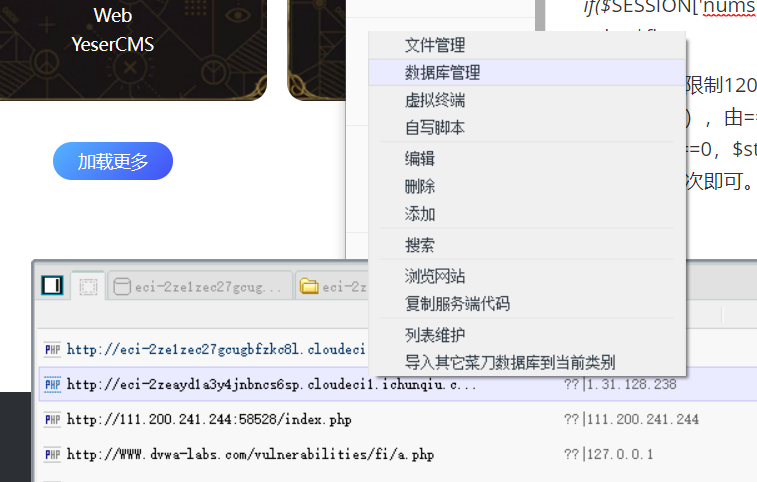 Web
YeserCMS
加载更多
if($SESSION['nums
限制120
) ，由==
==0，$st
次即可。
文件管理
数据库管理
虚拟终端
自写脚本
编辑
删除
添加
搜索
浏览网站
复制服务端代码
列表维护
导入其它菜刀数据库到当前类别
eci-2ze1zec27gcug...
eci-2z
PHP http://eci-2ze1zec27gcugbfzkc8l.cloudeci
PHP http://eci-2zeayd1a3y4jnbncs6sp.cloudeci1.ichunqiu.c... ??|1.31.128.238
PHP http://111.200.241.244:58528/index.php ??|111.200.241.244
PHP http://WWW.dvwa-labs.com/vulnerabilities/fi/a.php ??|127.0.0.1